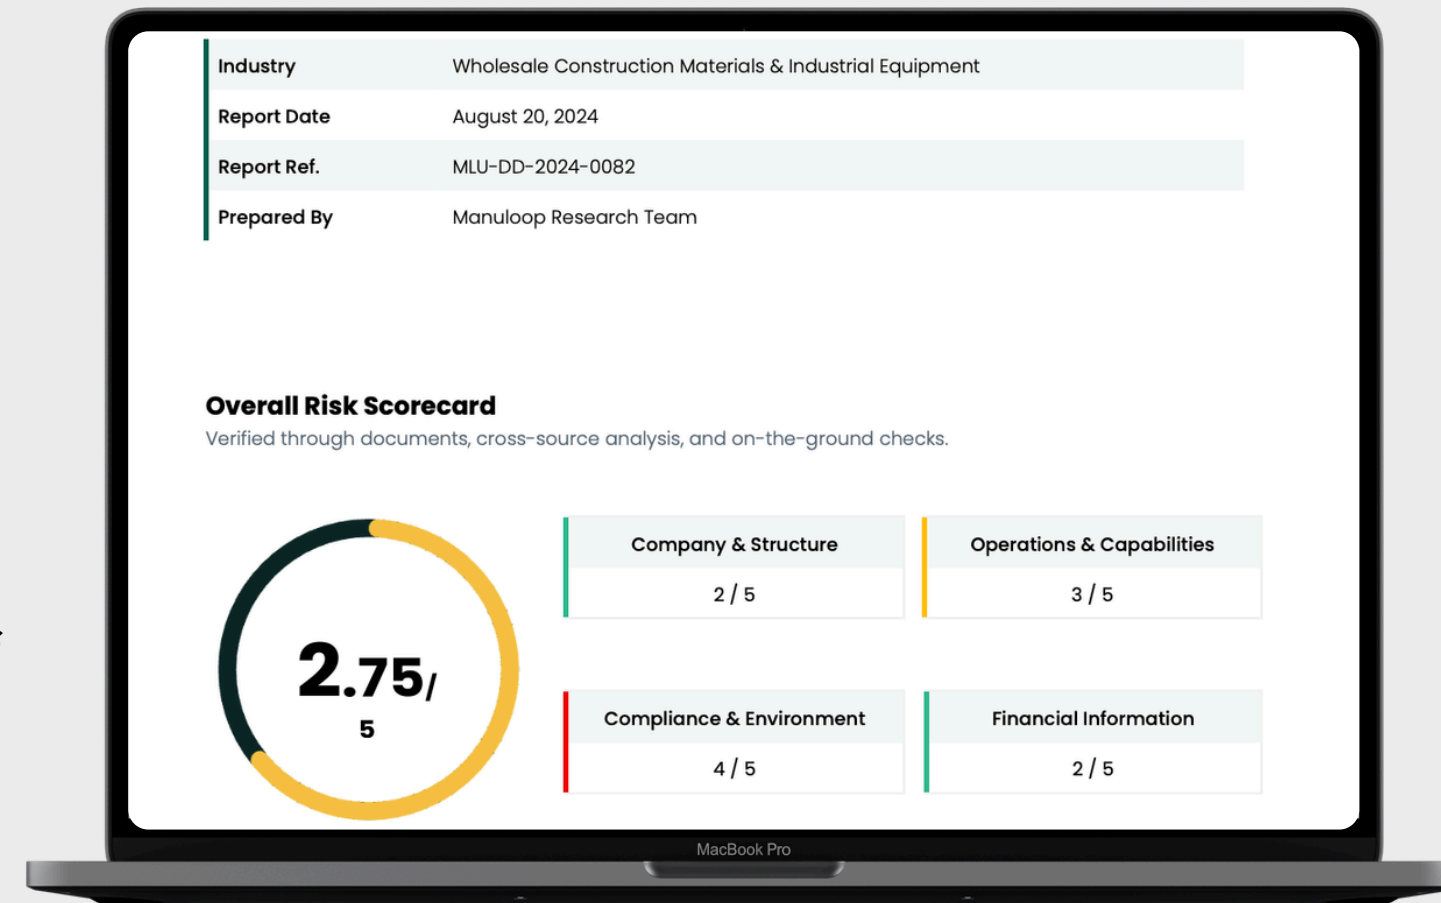 Industry Wholesale Construction Materials & Industrial Equipment
Report Date August 20, 2024
Report Ref. MLU-DD-2024-0082
Prepared By Manuloop Research Team
Overall Risk Scorecard
Verified through documents, cross-source analysis, and on-the-ground checks.
2.75/
5
Company & Structure
2 / 5
Operations & Capabilities
3 / 5
Compliance & Environment
4 / 5
Financial Information
2 / 5
MacBook Pro